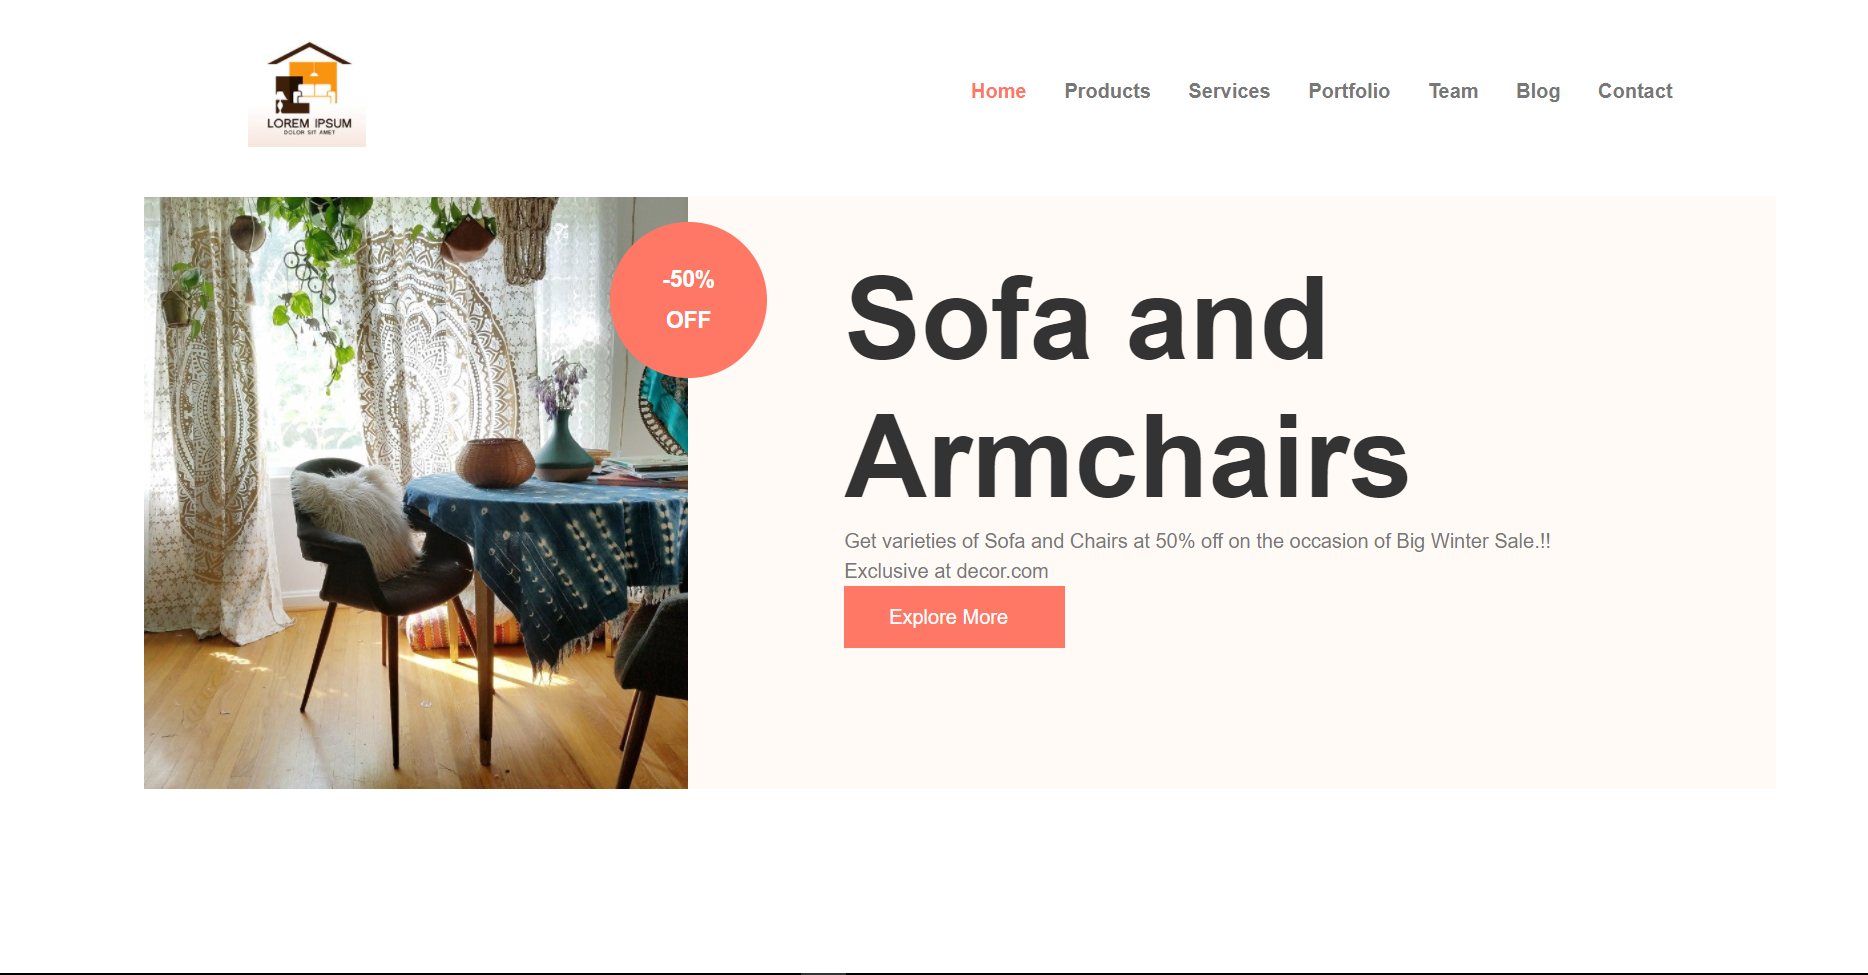 LOREM IPSUM
DOLOR SIT AMET
Home Products Services Portfolio Team Blog Contact
-50%
OFF
Sofa and
Armchairs
Get varieties of Sofa and Chairs at 50% off on the occasion of Big Winter Sale.!!
Exclusive at decor.com
Explore More